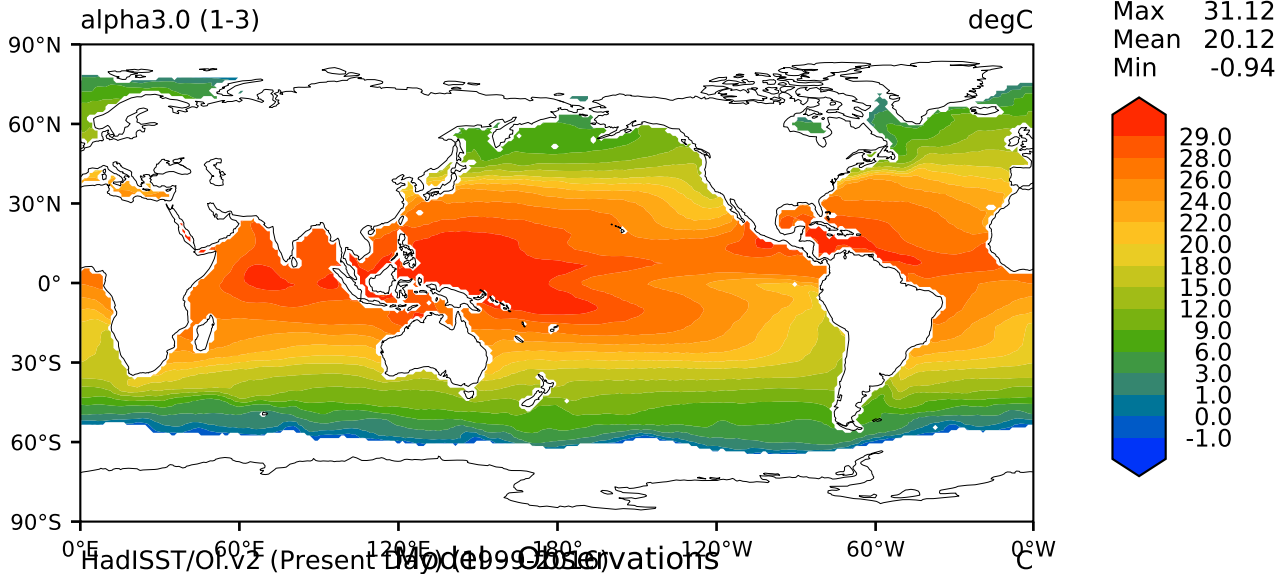 alpha3.0 (1-3) degC
Max 31.12
Mean 20.12
Min -0.94
90°N
60°N
30°N
0°
30°S
60°S
90°S
29.0
28.0
26.0
24.0
22.0
20.0
18.0
15.0
12.0
9.0
6.0
3.0
1.0
0.0
-1.0
0°E 60°E 120°E 180° 120°W 60°W 0°W
HadISST/OI.v2 (Present Day) (1999-2016) C
Model - Observations